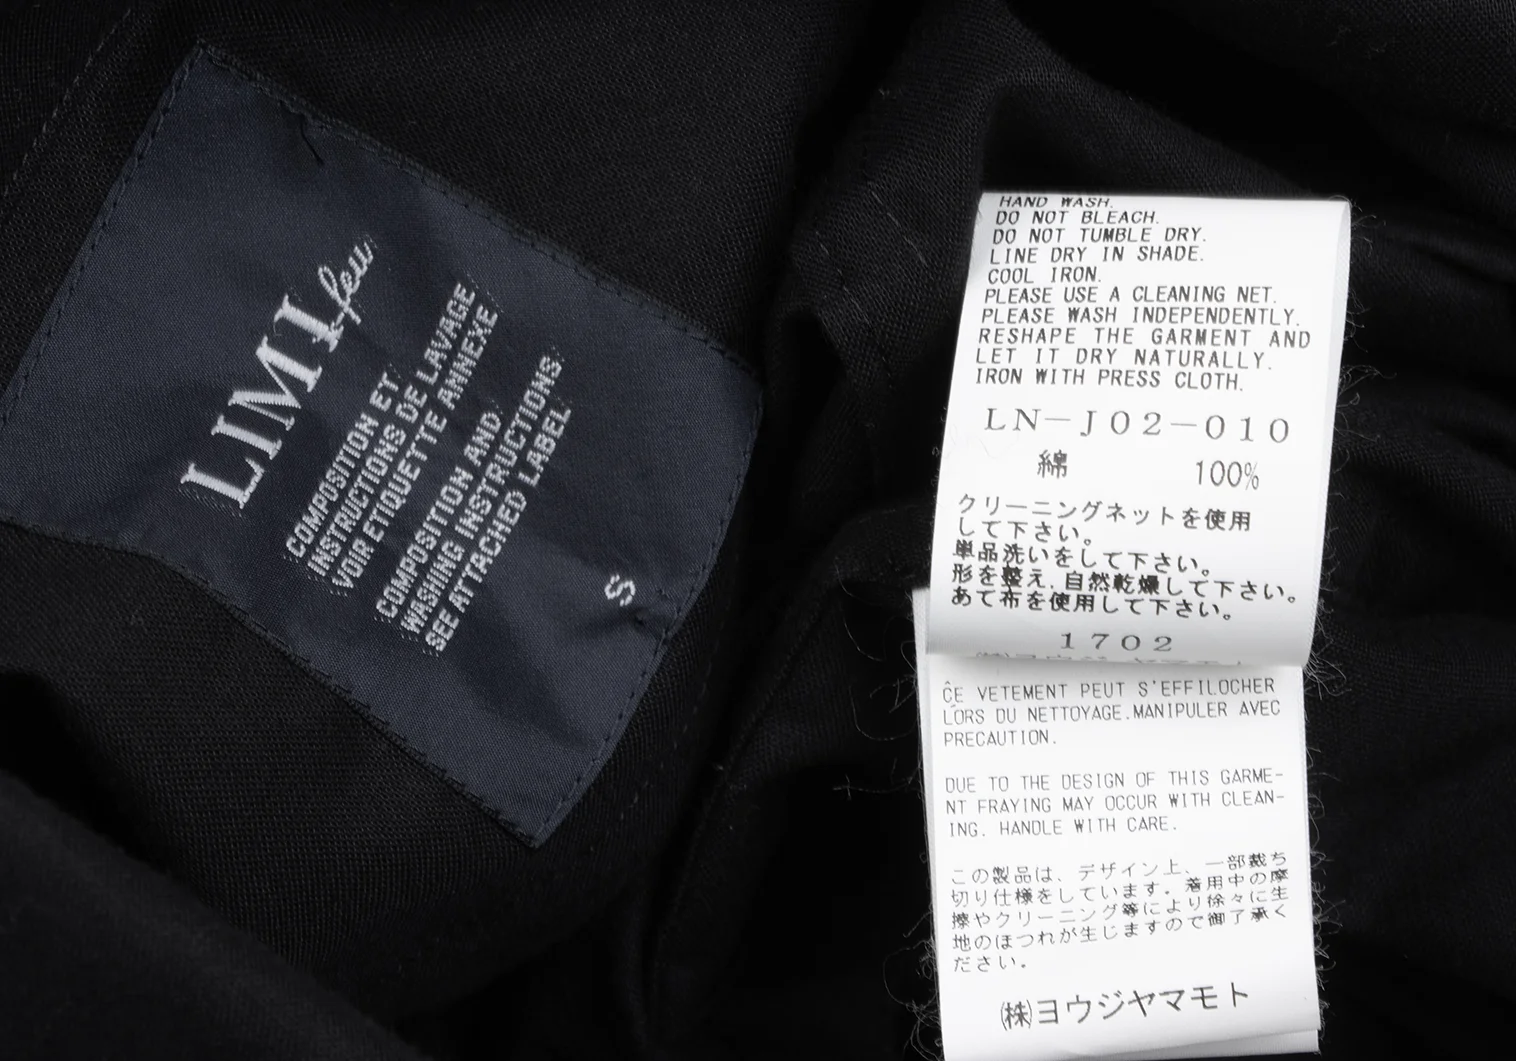 LIMI feu
COMPOSITION ET
INSTRUCTIONS DE LAVAGE
VOIR ETIQUETTE ANNEXE
COMPOSITION AND
WASHING INSTRUCTIONS
SEE ATTACHED LABEL
S
HAND WASH.
DO NOT BLEACH.
DO NOT TUMBLE DRY.
LINE DRY IN SHADE.
COOL IRON.
PLEASE USE A CLEANING NET.
PLEASE WASH INDEPENDENTLY.
RESHAPE THE GARMENT AND
LET IT DRY NATURALLY.
IRON WITH PRESS CLOTH.
LN-J02-010
綿 100%
クリーニングネットを使用
して下さい。
単品洗いをして下さい。
形を整え、自然乾燥して下さい。
あて布を使用して下さい。
1702
CE VETEMENT PEUT S'EFFILOCHER
LORS DU NETTOYAGE.MANIPULER AVEC
PRECAUTION.
DUE TO THE DESIGN OF THIS GARME-
NT FRAYING MAY OCCUR WITH CLEAN-
ING. HANDLE WITH CARE.
この製品は、デザイン上、一部裁ち
切り仕様をしています。着用中の摩
擦やクリーニング等により徐々に生
地のほつれが生じますので御了承く
ださい。
㈱ヨウジヤマモト